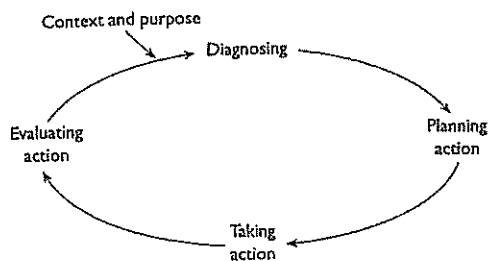 Context and purpose
Diagnosing
Evaluating
action
Planning
action
Taking
action